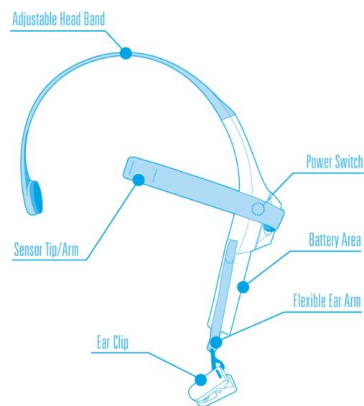 Adjustable Head Band
Power Switch
Sensor Tip/Arm
Battery Area
Flexible Ear Arm
Ear Clip